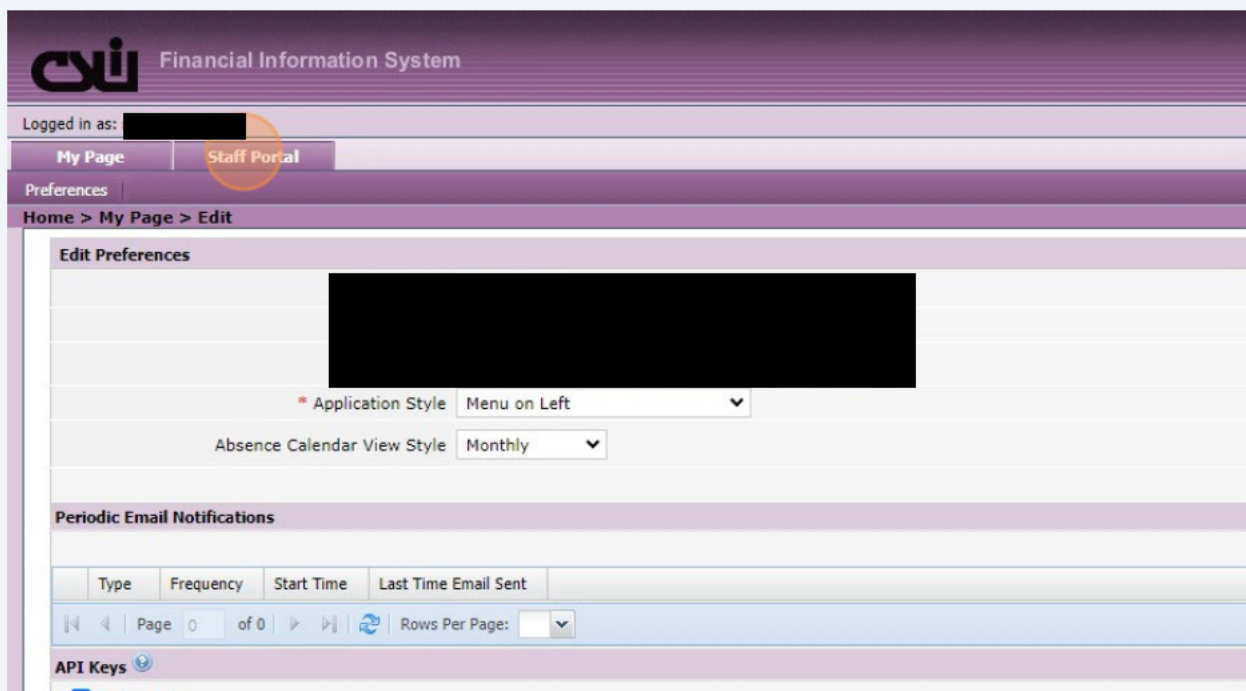 CSIU Financial Information System
Logged in as:
My Page Staff Portal
Preferences
Home > My Page > Edit
Edit Preferences
* Application Style Menu on Left
Absence Calendar View Style Monthly
Periodic Email Notifications
Type Frequency Start Time Last Time Email Sent
Page 0 of 0 Rows Per Page:
API Keys